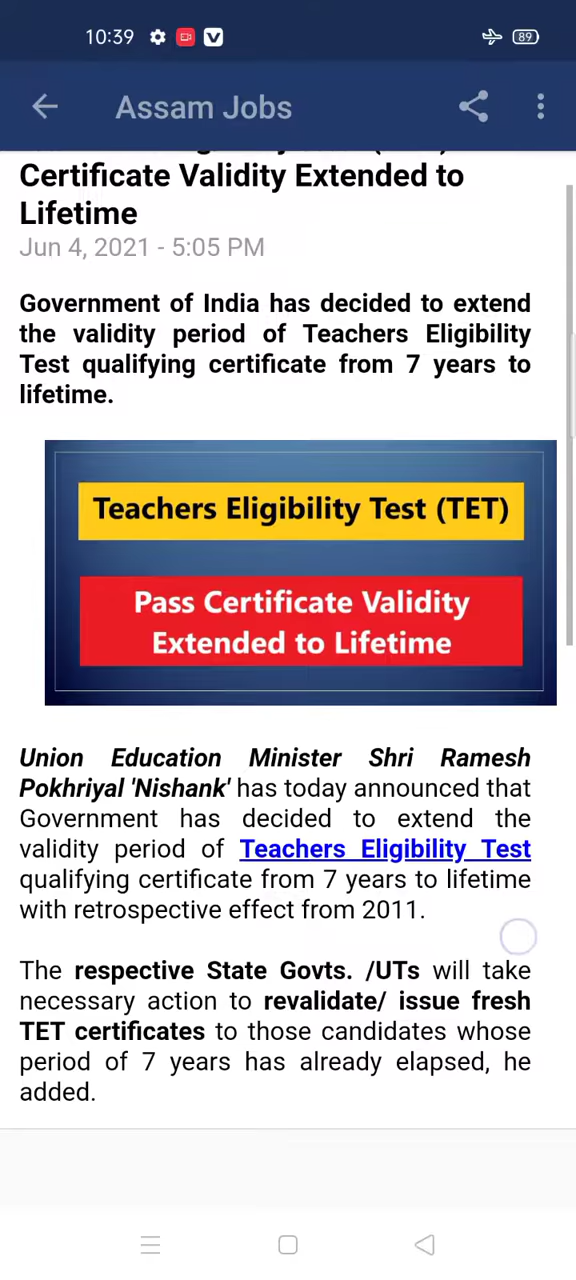 10:39
89
Assam Jobs
Certificate Validity Extended to
Lifetime
Jun 4, 2021 - 5:05 PM
Government of India has decided to extend
the validity period of Teachers Eligibility
Test qualifying certificate from 7 years to
lifetime.
Teachers Eligibility Test (TET)
Pass Certificate Validity
Extended to Lifetime
Union Education Minister Shri Ramesh
Pokhriyal 'Nishank' has today announced that
Government has decided to extend the
validity period of Teachers Eligibility Test
qualifying certificate from 7 years to lifetime
with retrospective effect from 2011.
The respective State Govts. /UTs will take
necessary action to revalidate/ issue fresh
TET certificates to those candidates whose
period of 7 years has already elapsed, he
added.